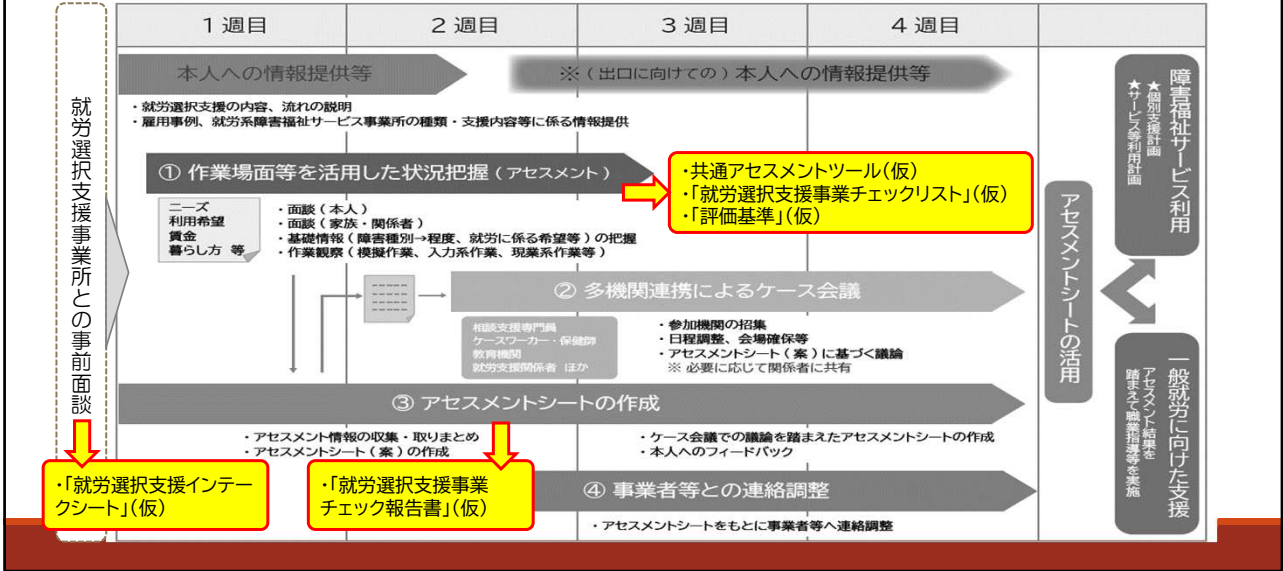 1週目
2週目
3週目
4週目
就労選択支援事業所との事前面談
本人への情報提供等
※(出口に向けての)本人への情報提供等
・就労選択支援の内容、流れの説明
・雇用事例、就労系障害福祉サービス事業所の種類・支援内容等に係る情報提供
① 作業場面等を活用した状況把握(アセスメント)
・共通アセスメントツール(仮)
・「就労選択支援事業チェックリスト」(仮)
・「評価基準」(仮)
ニーズ
利用希望
賃金
暮らし方 等
・面談(本人)
・面談(家族・関係者)
・基礎情報(障害種別→程度、就労に係る希望等)の把握
・作業観察(模擬作業、入力系作業、現業系作業等)
② 多機関連携によるケース会議
相談支援専門員
ケースワーカー・保健師
教育機関
就労支援関係者 ほか
・参加機関の招集
・日程調整、会場確保等
・アセスメントシート(案)に基づく議論
※ 必要に応じて関係者に共有
③ アセスメントシートの作成
・アセスメント情報の収集・取りまとめ
・アセスメントシート(案)の作成
・ケース会議での議論を踏まえたアセスメントシートの作成
・本人へのフィードバック
・「就労選択支援インテー
クシート」(仮)
・「就労選択支援事業
チェック報告書」(仮)
④ 事業者等との連絡調整
・アセスメントシートをもとに事業者等へ連絡調整
アセスメントシートの活用
障害福祉サービス利用
★個別支援計画
★サービス等利用計画
一般就労に向けた支援
アセスメント結果を
踏まえて職業指導等を実施